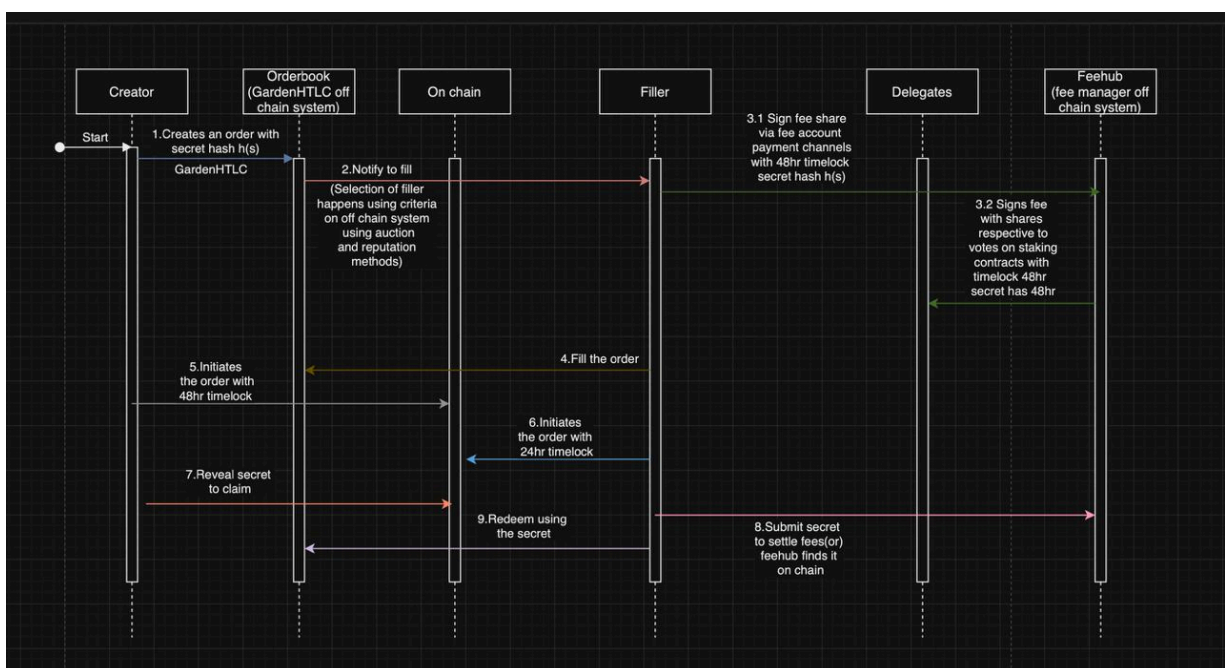 Creator
Orderbook
(GardenHTLC off
chain system)
On chain
Filler
Delegates
Feehub
(fee manager off
chain system)
Start
1.Creates an order with
secret hash h(s)
GardenHTLC
2.Notify to fill
(Selection of filler
happens using criteria
on off chain system
using auction
and reputation
methods)
3.1 Sign fee share
via fee account
payment channels
with 48hr timelock
secret hash h(s)
3.2 Signs fee
with shares
respective to
votes on staking
contracts with
timelock 48hr
secret has 48hr
4.Fill the order
5.Initiates
the order with
48hr timelock
6.Initiates
the order with
24hr timelock
7.Reveal secret
to claim
8.Submit secret
to settle fees(or)
feehub finds it
on chain
9.Redeem using
the secret